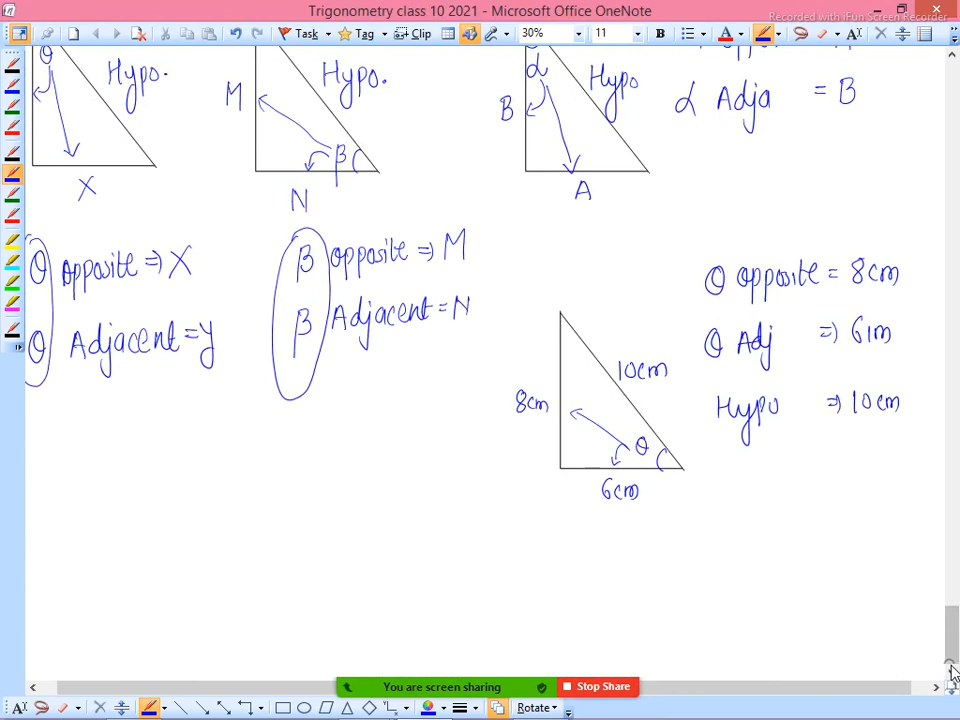 Trigonometry class 10 2021 - Microsoft Office OneNote
Recorded with iFun Screen Recorder
Task
Tag
Clip
30%
11
B
A
θ
Hypo.
X
M
Hypo.
β
N
α
Hypo
B
A
α Adja = B
θ opposite ⇒ X
θ Adjacent = Y
β opposite ⇒ M
β Adjacent = N
8cm
10cm
θ
6cm
θ opposite = 8cm
θ Adj ⇒ 6cm
Hypo ⇒ 10cm
You are screen sharing
Stop Share
Rotate